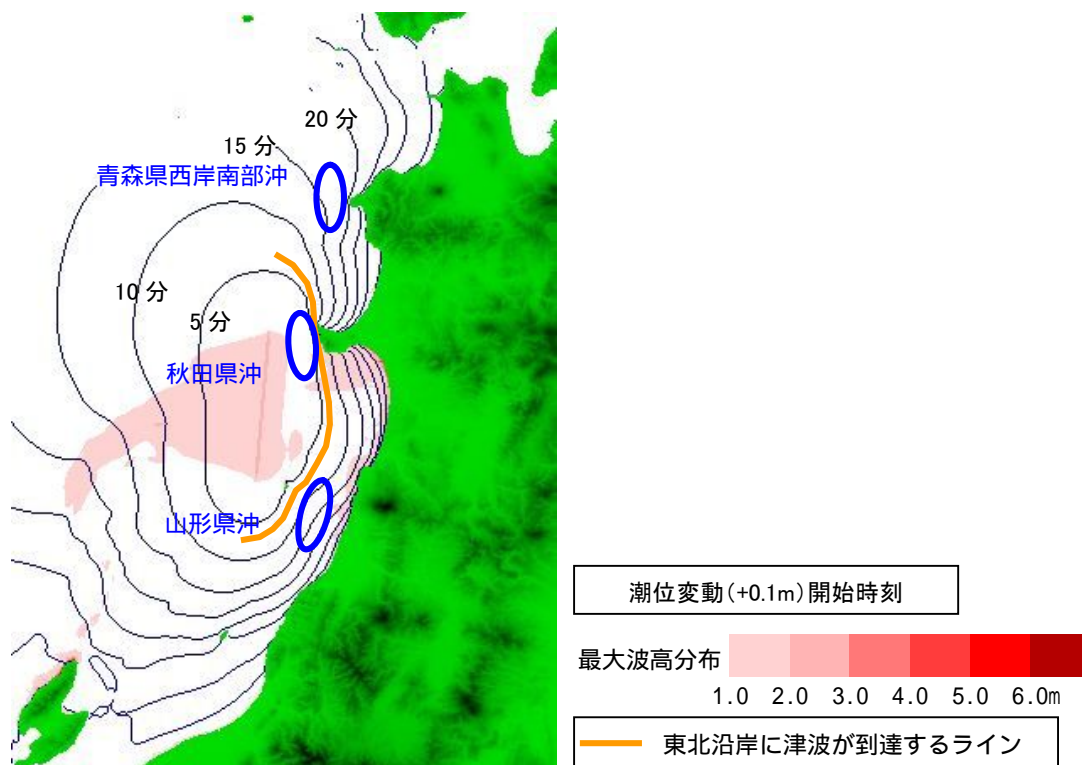 20 分
15 分
青森県西岸南部沖
10 分
5 分
秋田県沖
山形県沖
潮位変動(+0.1m)開始時刻
最大波高分布
1.0 2.0 3.0 4.0 5.0 6.0m
東北沿岸に津波が到達するライン